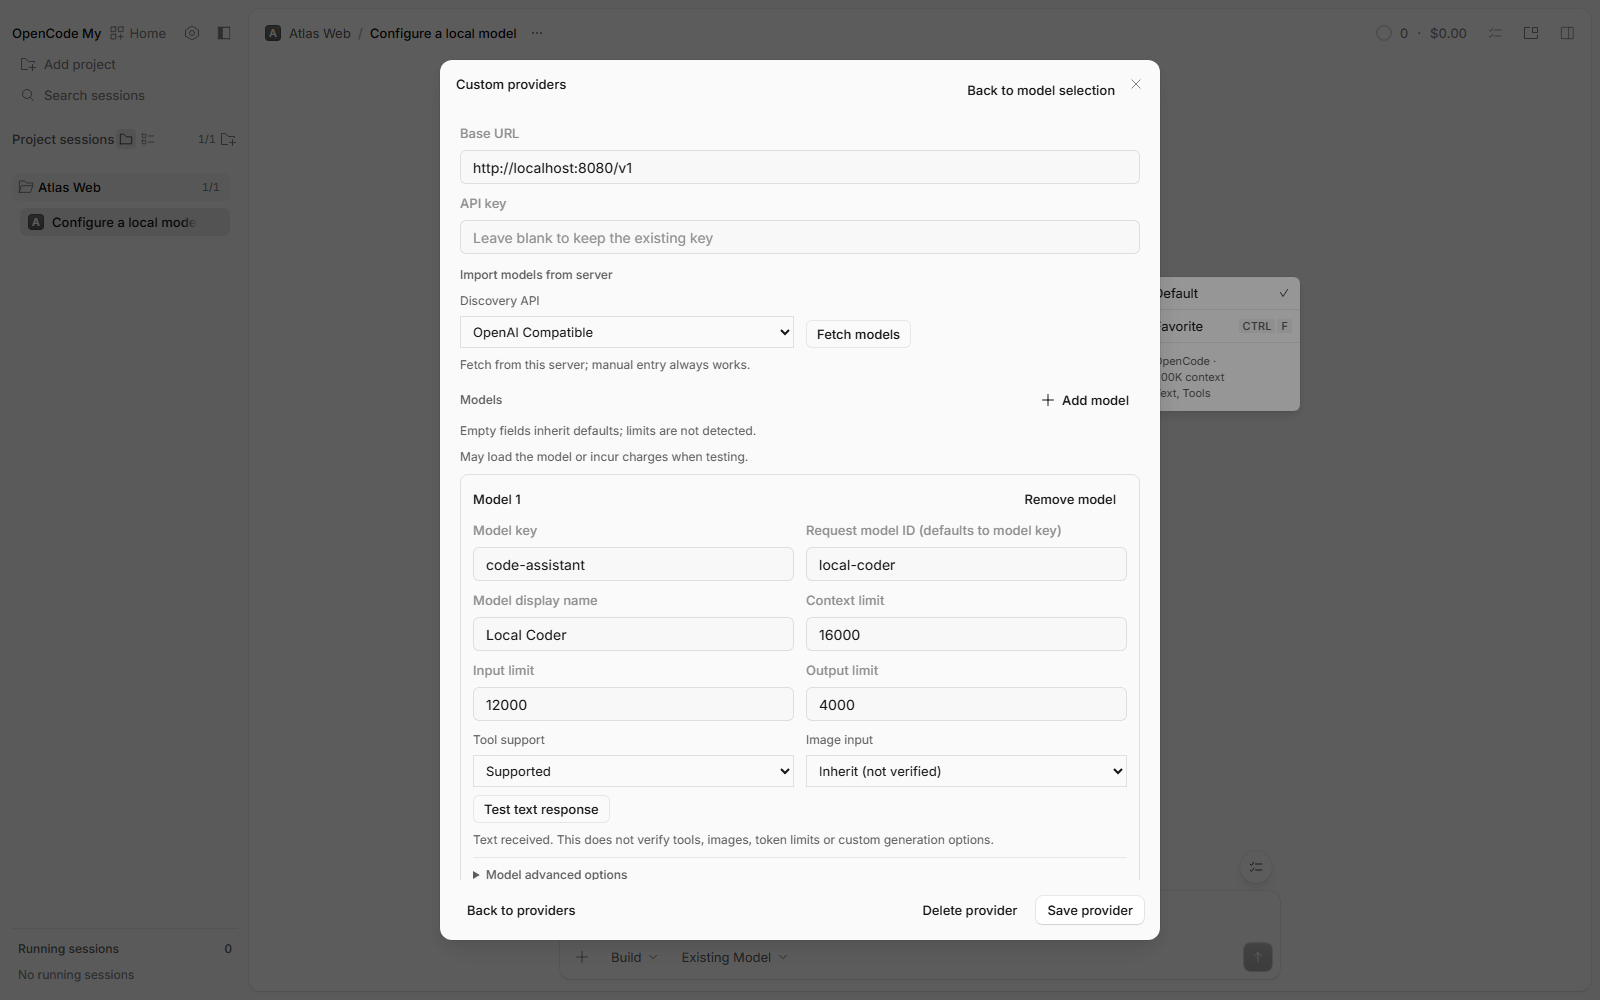 OpenCode My
Home
Add project
Search sessions
Project sessions
1/1
Atlas Web
1/1
A
Configure a local mode
Running sessions
0
No running sessions
A
Atlas Web / Configure a local model ···
0 · $0.00
Custom providers
Back to model selection
Base URL
http://localhost:8080/v1
API key
Leave blank to keep the existing key
Import models from server
Discovery API
OpenAI Compatible
Fetch models
Fetch from this server; manual entry always works.
Models
Add model
Empty fields inherit defaults; limits are not detected.
May load the model or incur charges when testing.
Model 1
Remove model
Model key
Request model ID (defaults to model key)
code-assistant
local-coder
Model display name
Context limit
Local Coder
16000
Input limit
Output limit
12000
4000
Tool support
Image input
Supported
Inherit (not verified)
Test text response
Text received. This does not verify tools, images, token limits or custom generation options.
Model advanced options
Back to providers
Delete provider
Save provider
Default
avorite
CTRL F
OpenCode ·
00K context
ext, Tools
Build
Existing Model